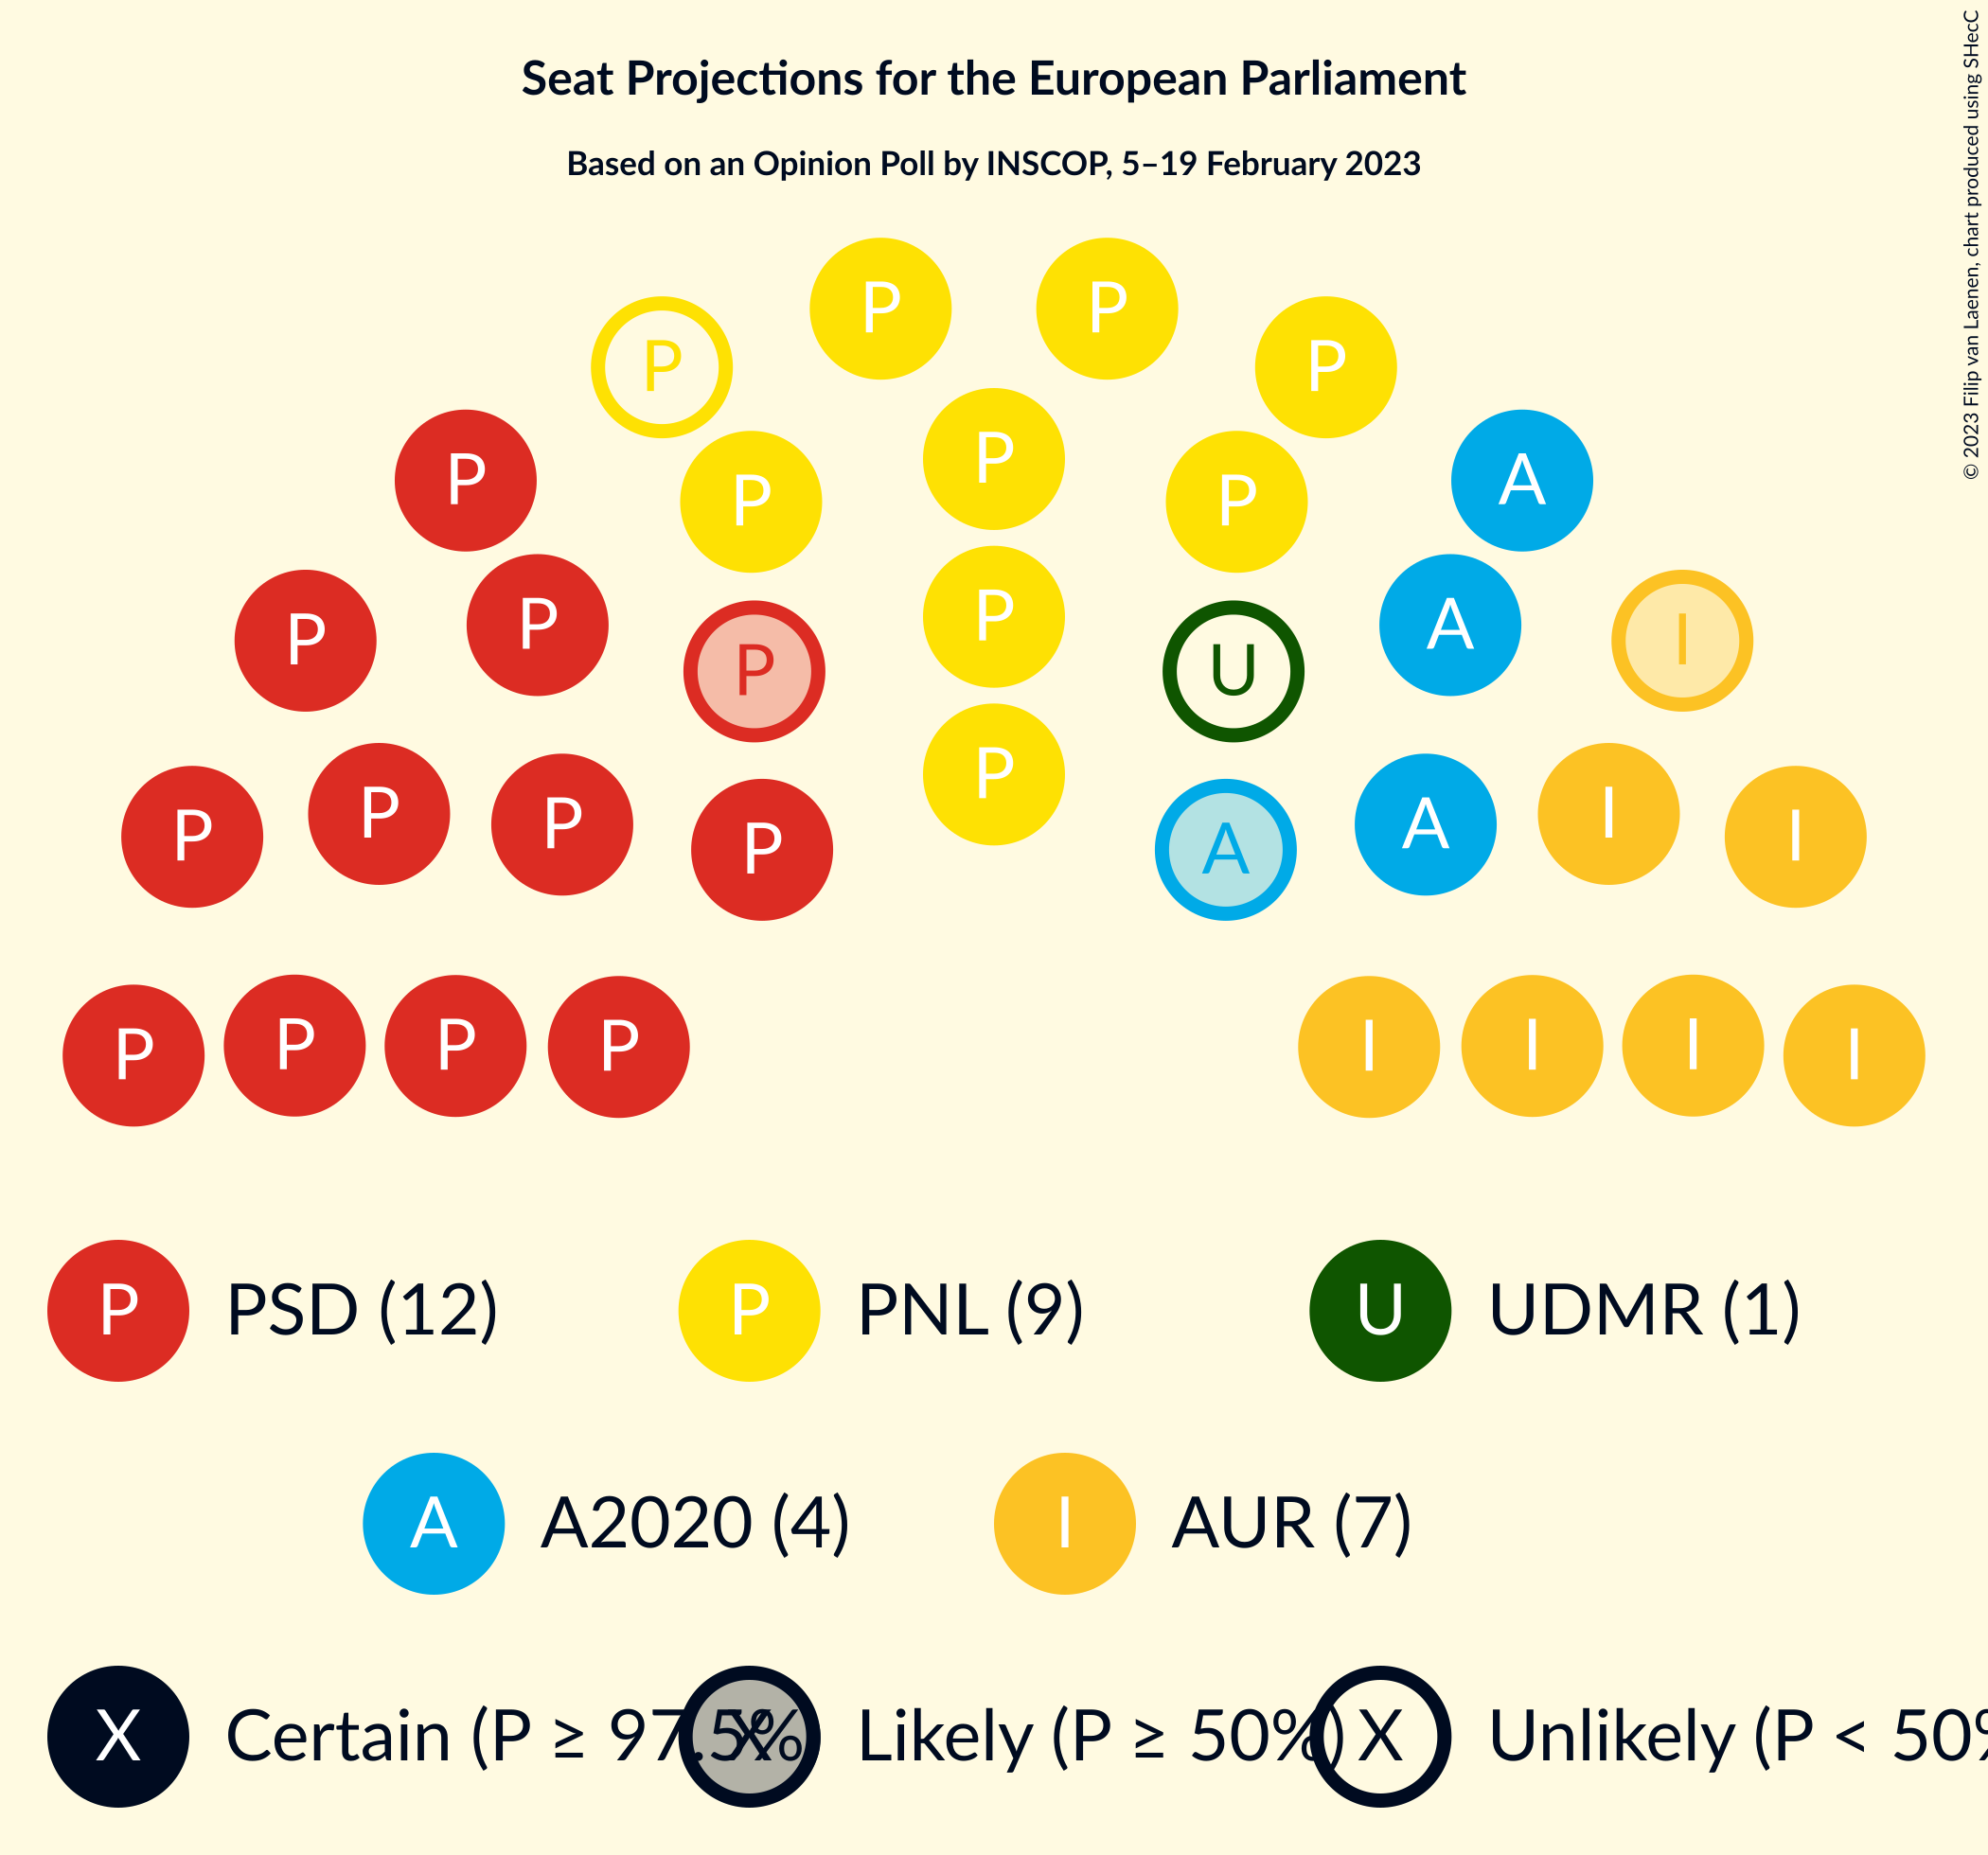 Seat Projections for the European Parliament
Based on an Opinion Poll by INSCOP, 5–19 February 2023
© 2023 Filip van Laenen, chart produced using SHecC
P P
P P
P
P A
P P
P P
P A
P I
P U
P P
P A
P I
P A
P P P P I I I I
P PSD (12) P PNL (9) U UDMR (1)
A A2020 (4) I AUR (7)
X Certain (P ≥ 97.5% X Likely (P ≥ 50%) X Unlikely (P < 50%